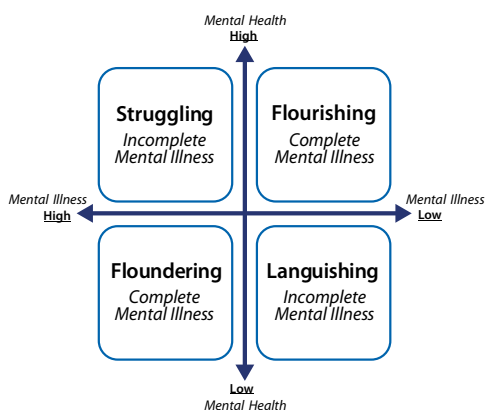 Mental Health
High
Struggling
Incomplete
Mental Illness
Flourishing
Complete
Mental Illness
Mental Illness
High
Mental Illness
Low
Floundering
Complete
Mental Illness
Languishing
Incomplete
Mental Illness
Low
Mental Health